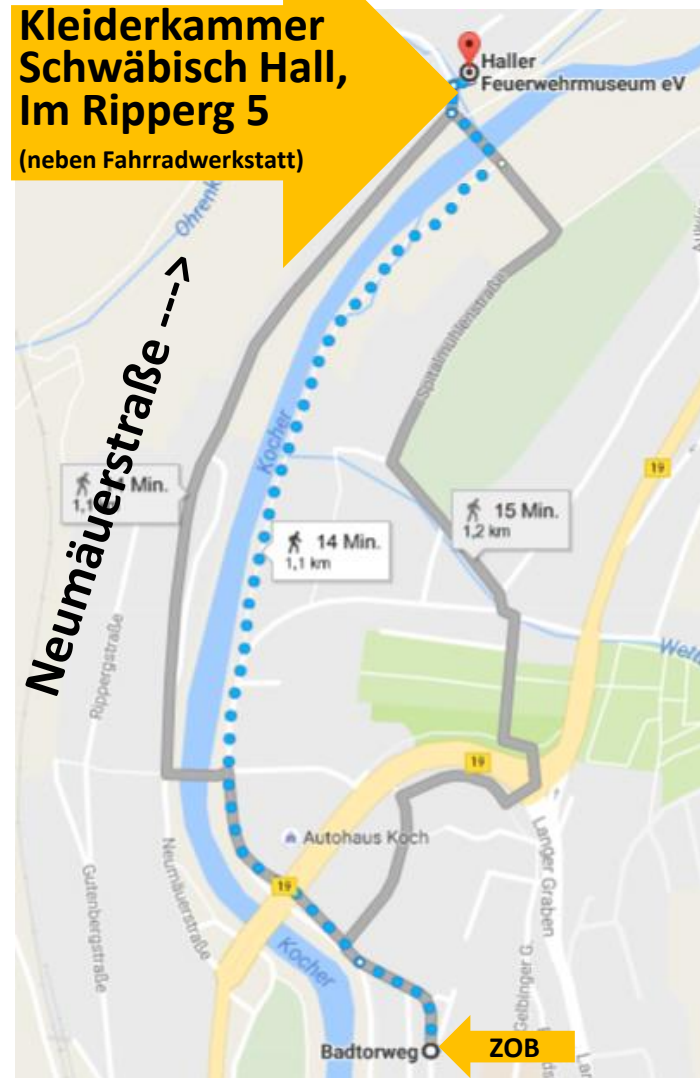 Kleiderkammer
Schwäbisch Hall,
Im Ripperg 5
(neben Fahrradwerkstatt)
Haller
Feuerwehrmuseum eV
Neumäuerstraße ---->
Spitalmühlenstraße
Kocher
19
Min.
15 Min.
1,2 km
14 Min.
1,1 km
Rippergstraße
19
Autohaus Koch
Langer Graben
Neumäuerstraße
19
Gutenbergstraße
Kocher
Gelbinger G.
Badtorweg
ZOB